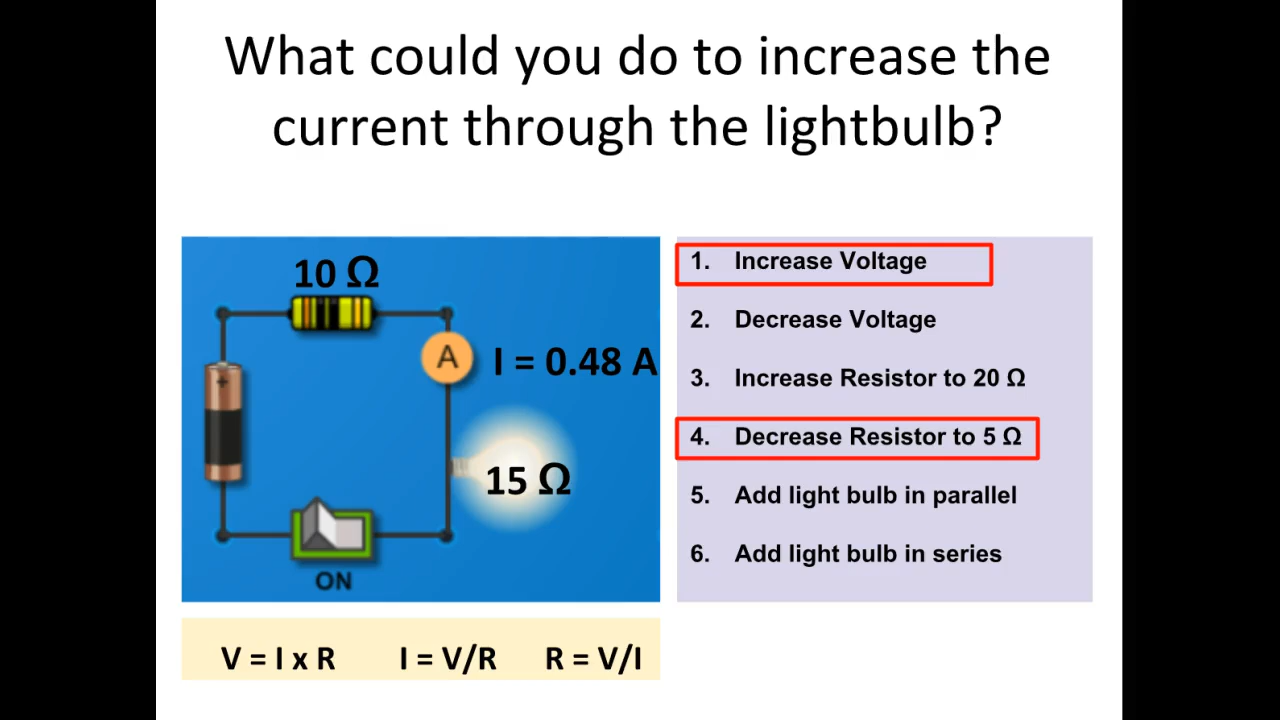 What could you do to increase the
current through the lightbulb?
10 Ω
A
I = 0.48 A
+
15 Ω
ON
1. Increase Voltage
2. Decrease Voltage
3. Increase Resistor to 20 Ω
4. Decrease Resistor to 5 Ω
5. Add light bulb in parallel
6. Add light bulb in series
V = I x R I = V/R R = V/I